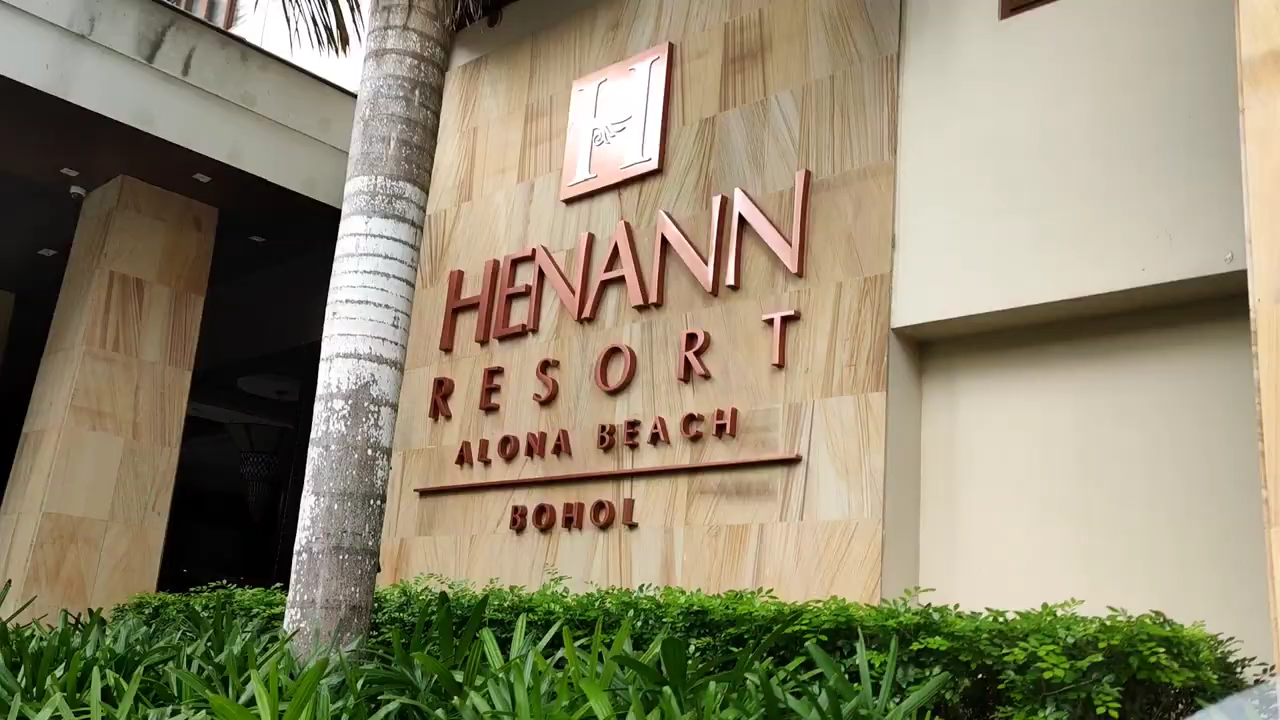 H
HENANN
RESORT
ALONA BEACH
BOHOL